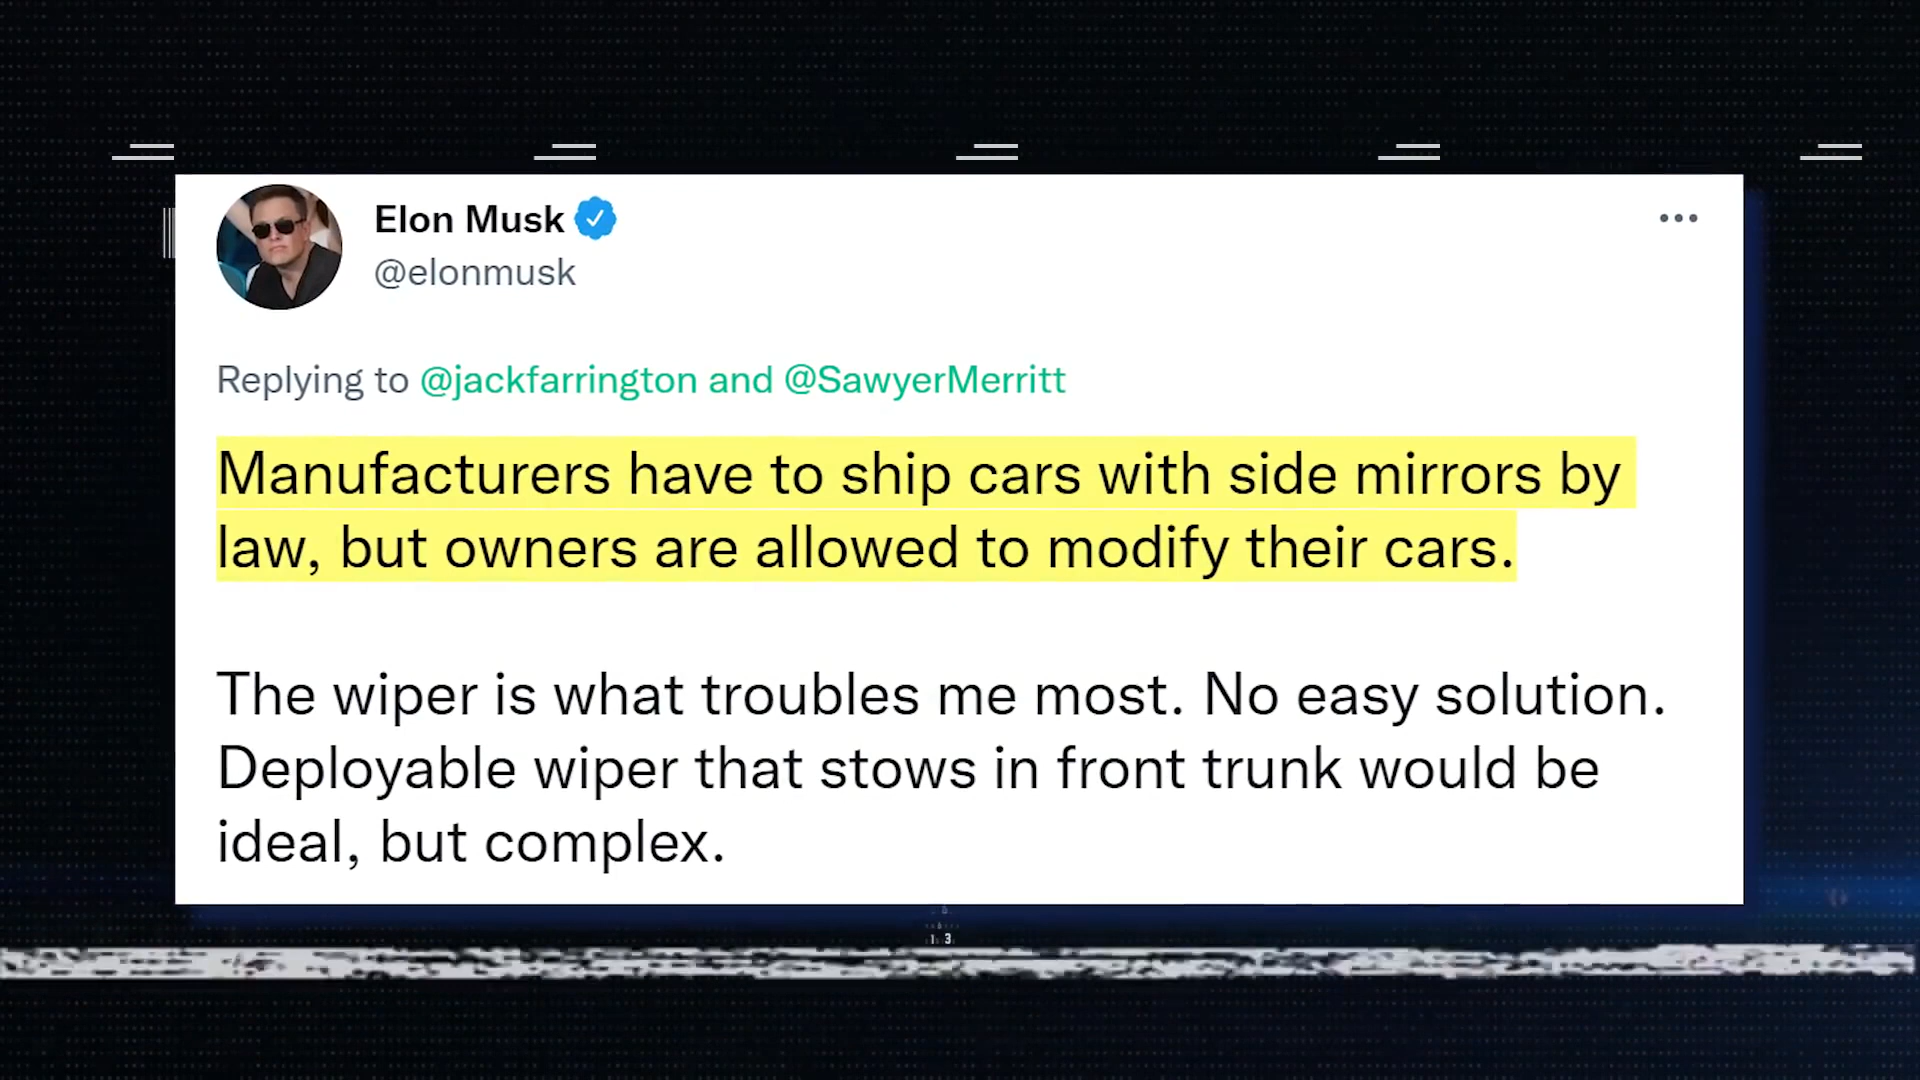 Elon Musk
@elonmusk
Replying to @jackfarrington and @SawyerMerritt
Manufacturers have to ship cars with side mirrors by
law, but owners are allowed to modify their cars.
The wiper is what troubles me most. No easy solution.
Deployable wiper that stows in front trunk would be
ideal, but complex.